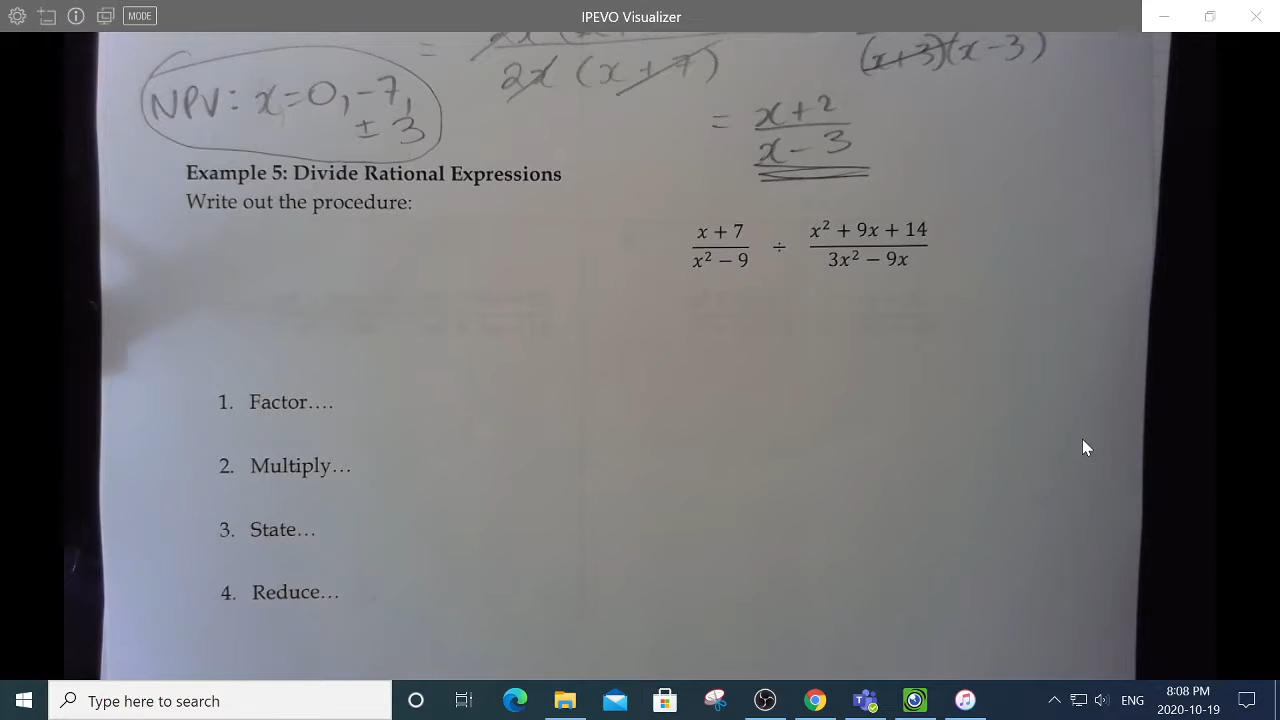 MODE
IPEVO Visualizer
=
2x (x+7)
(x+3)(x-3)
NPV: x=0, -7,
± 3
= x+2
x-3
Example 5: Divide Rational Expressions
Write out the procedure:
x + 7 ÷ x² + 9x + 14
x² − 9 3x² − 9x
1. Factor….
2. Multiply…
3. State…
4. Reduce…
Type here to search
ENG
8:08 PM
2020-10-19